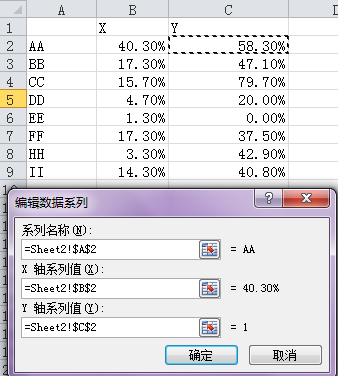 A B C D
1 X Y
2 AA 40.30% 58.30%
3 BB 17.30% 47.10%
4 CC 15.70% 79.70%
5 DD 4.70% 20.00%
6 EE 1.30% 0.00%
7 FF 17.30% 37.50%
8 HH 3.30% 42.90%
9 II 14.30% 40.80%
编辑数据系列
系列名称(N):
=Sheet2!$A$2 = AA
X 轴系列值(X):
=Sheet2!$B$2 = 40.30%
Y 轴系列值(Y):
=Sheet2!$C$2 = 1
确定 取消